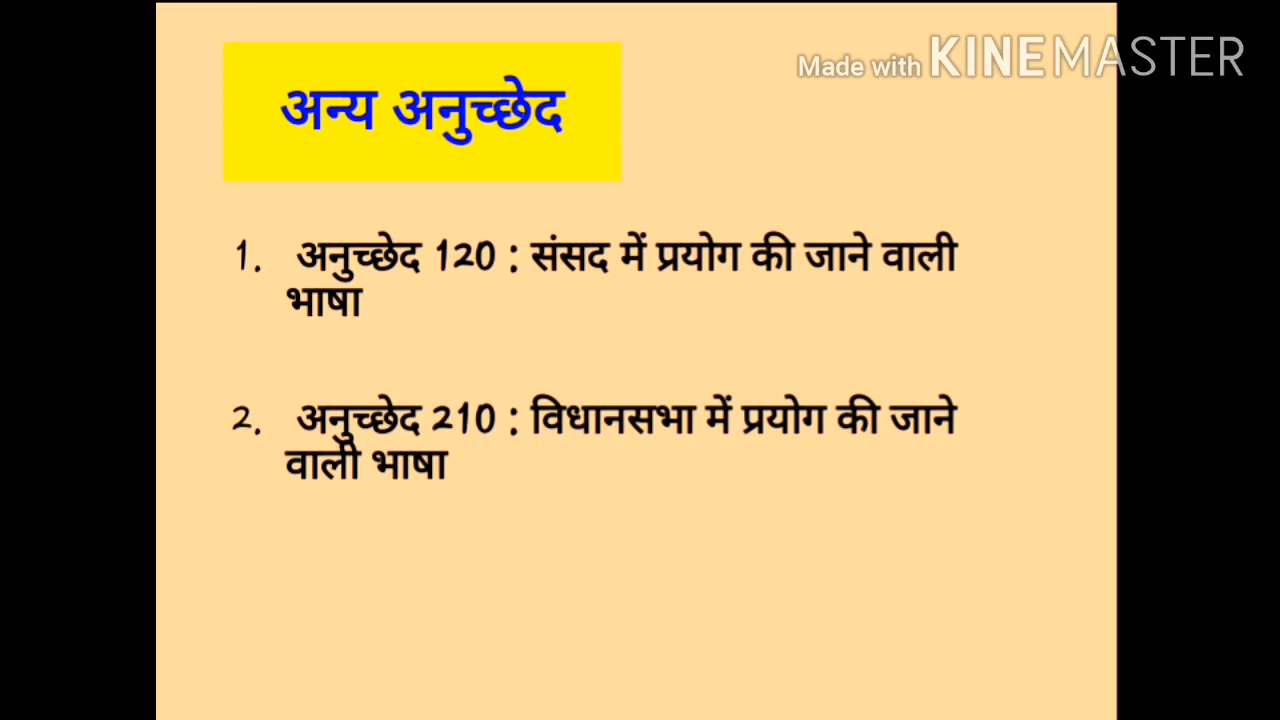 Made with KINEMASTER
अन्य अनुच्छेद
1. अनुच्छेद 120 : संसद में प्रयोग की जाने वाली
भाषा
2. अनुच्छेद 210 : विधानसभा में प्रयोग की जाने
वाली भाषा